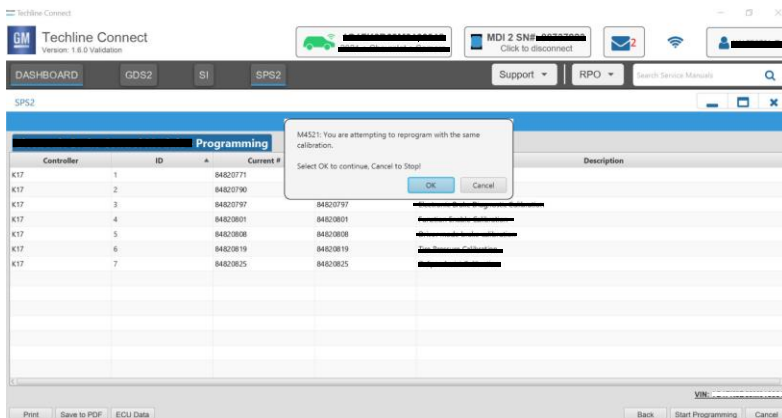 Techline Connect
GM
Techline Connect
Version: 1.6.0 Validation
MDI 2 SN#
Click to disconnect
2
DASHBOARD GDS2 SI SPS2 Support RPO Search Service Manuals
SPS2
Programming
M4521: You are attempting to reprogram with the same
calibration.
Select OK to continue, Cancel to Stop!
OK Cancel
Controller ID Current # Description
K17 1 84820771
K17 2 84820790
K17 3 84820797 84820797
K17 4 84820801 84820801
K17 5 84820808 84820808
K17 6 84820819 84820819
K17 7 84820825 84820825
VIN:
Print Save to PDF ECU Data Back Start Programming Cancel